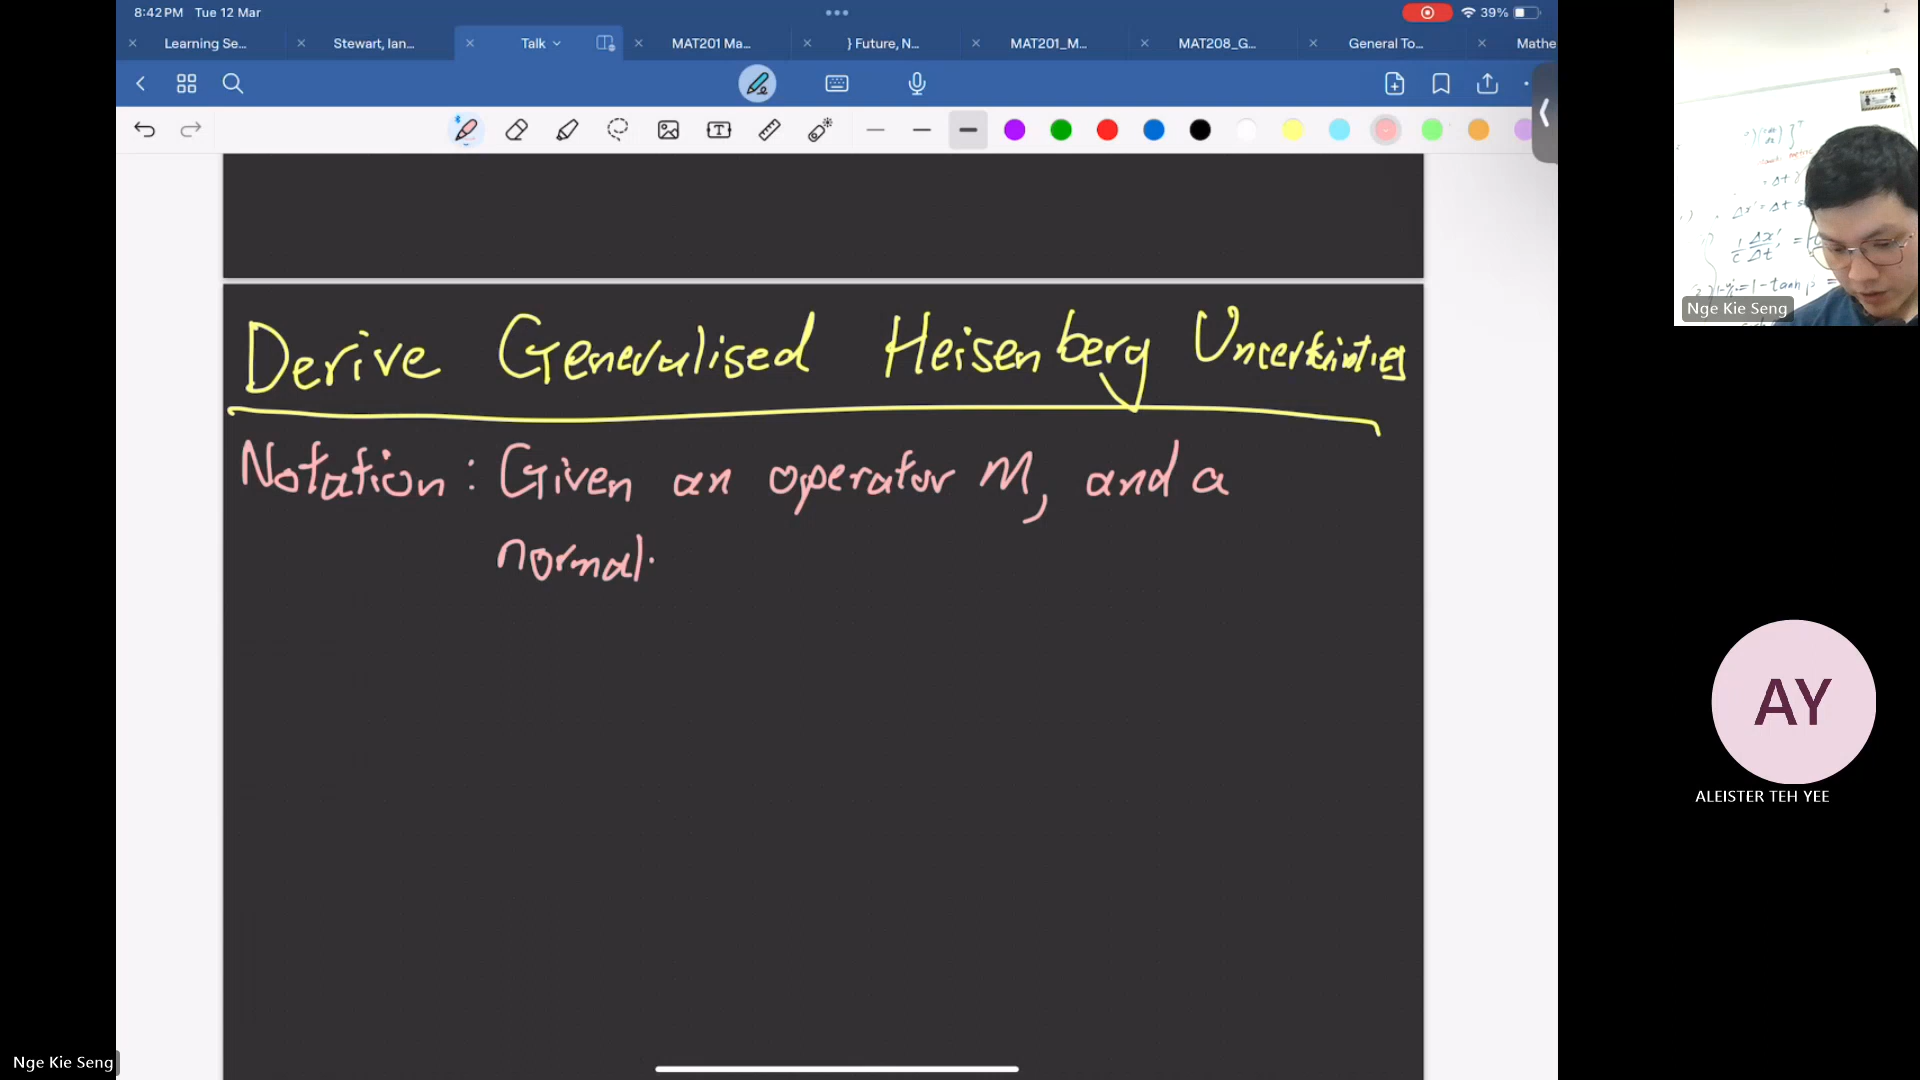 8:42 PM Tue 12 Mar
39%
Learning Se...
Stewart, Ian...
Talk
MAT201 Ma...
} Future, N...
MAT201_M...
MAT208_G...
General To...
Mathe
Derive Generalised Heisenberg Uncertainties
Notation: Given an operator M, and a
normal.
Nge Kie Seng
AY
ALEISTER TEH YEE
Nge Kie Seng